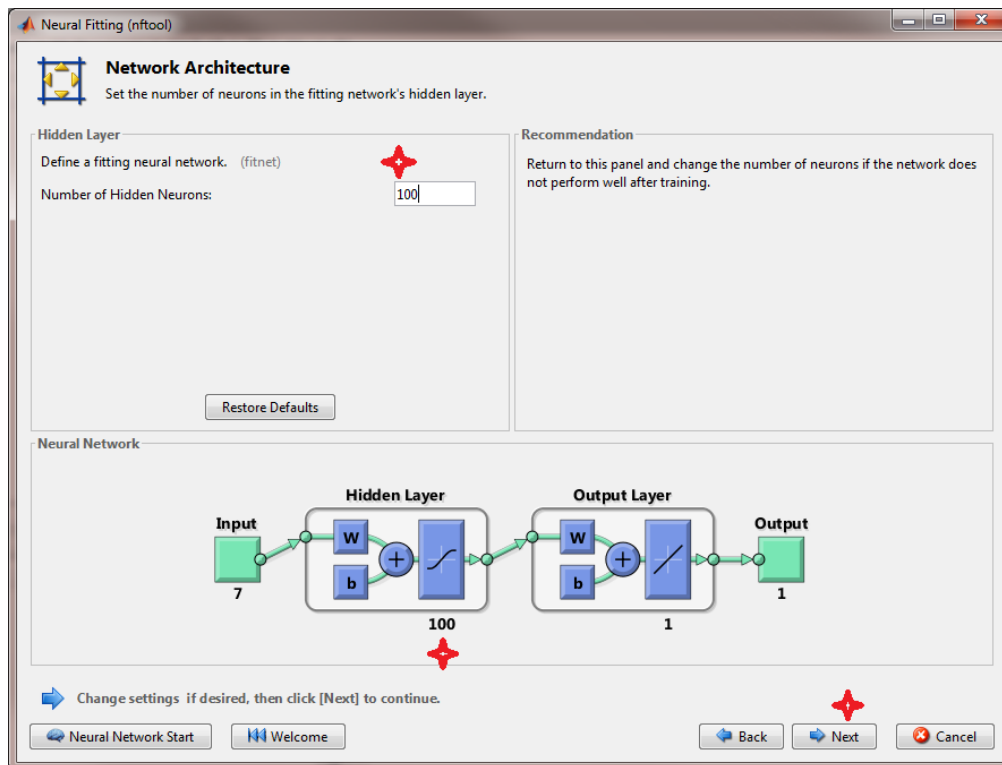 Neural Fitting (nftool)
Network Architecture
Set the number of neurons in the fitting network's hidden layer.
Hidden Layer
Define a fitting neural network. (fitnet)
Number of Hidden Neurons:
100
Restore Defaults
Recommendation
Return to this panel and change the number of neurons if the network does
not perform well after training.
Neural Network
Hidden Layer
Output Layer
Input
Output
W
b
W
b
7
1
100
1
Change settings if desired, then click [Next] to continue.
Neural Network Start
Welcome
Back
Next
Cancel